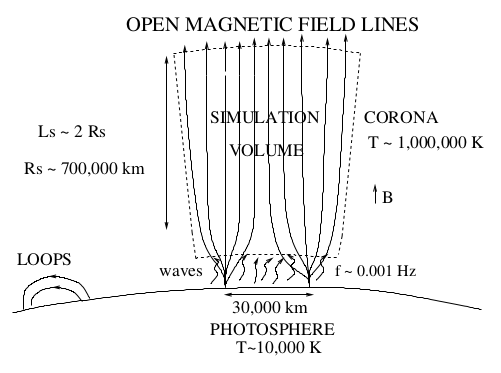 OPEN MAGNETIC FIELD LINES
SIMULATION
VOLUME
CORONA
T ~ 1,000,000 K
Ls ~ 2 Rs
Rs ~ 700,000 km
B
LOOPS
waves
f ~ 0.001 Hz
30,000 km
PHOTOSPHERE
T~10,000 K